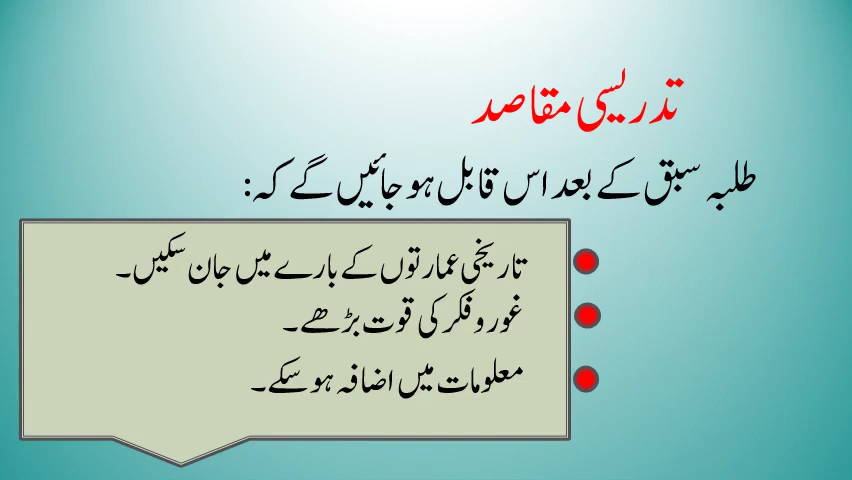 تدریسی مقاصد
طلبہ سبق کے بعد اس قابل ہو جائیں گے کہ:
تاریخی عمارتوں کے بارے میں جان سکیں۔
غور و فکر کی قوت بڑھے۔
معلومات میں اضافہ ہو سکے۔